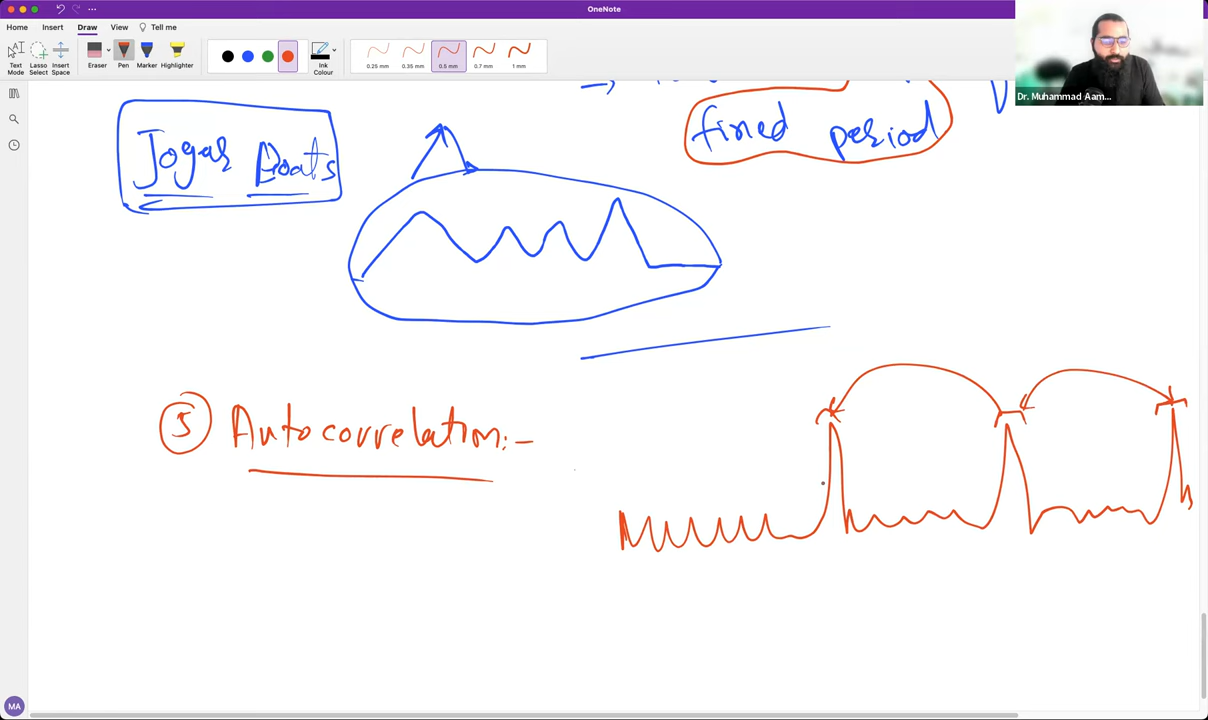 OneNote
Home Insert Draw View Tell me
Text Mode
Lasso Select
Insert Space
Eraser
Pen
Marker
Highlighter
Ink Colour
0.25 mm
0.35 mm
0.5 mm
0.7 mm
1 mm
Dr. Muhammad Aam...
fixed period
Jogar Boats
5 Autocorrelation:-
MA